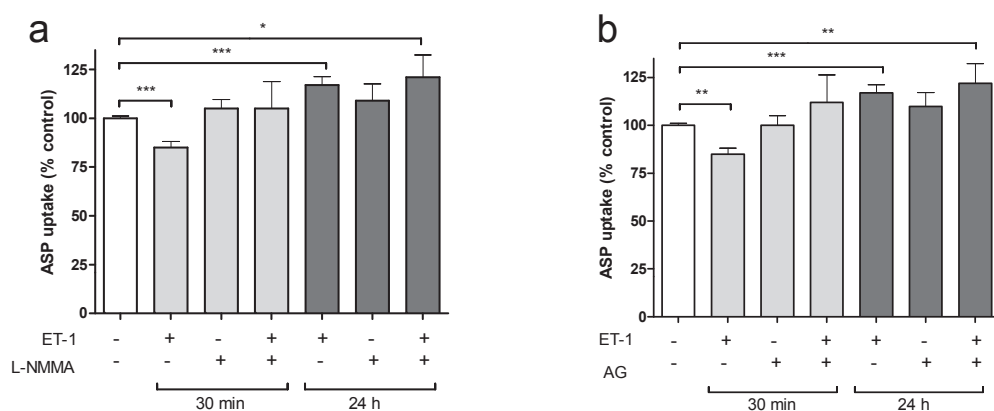 a
*
***
***
ASP uptake (% control)
125
100
75
50
25
0
ET-1 - + - + + - +
L-NMMA - - + + - + +
30 min 24 h
b
**
***
**
ASP uptake (% control)
125
100
75
50
25
0
ET-1 - + - + + - +
AG - - + + - + +
30 min 24 h